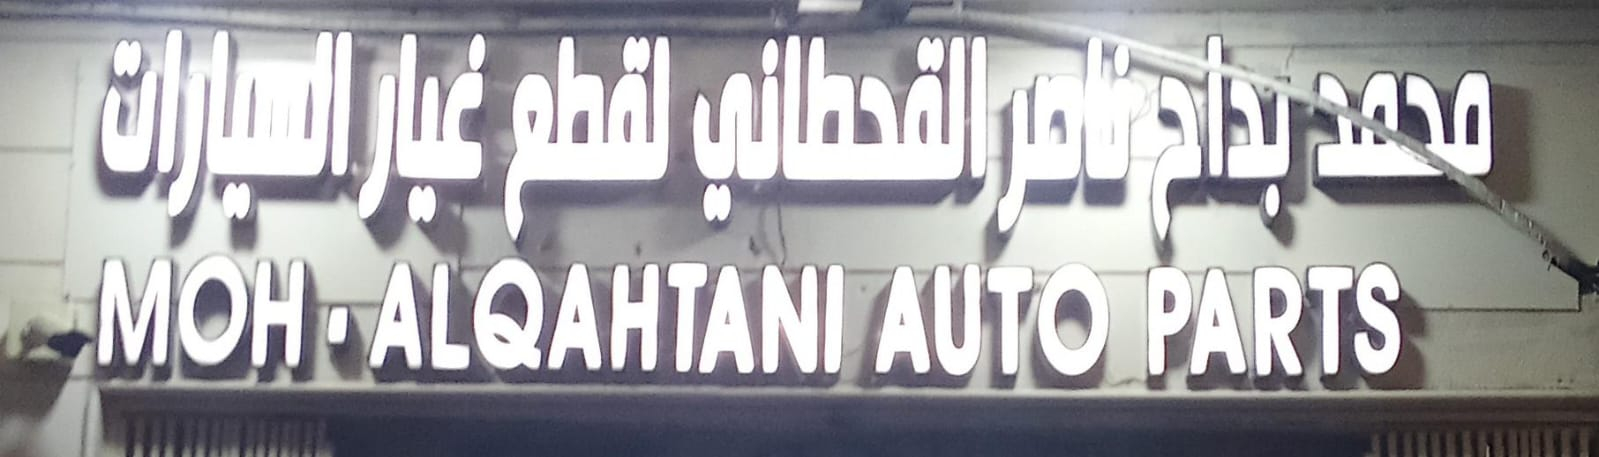 محمد بداح ناصر القحطاني لقطع غيار السيارات
MOH - ALQAHTANI AUTO PARTS